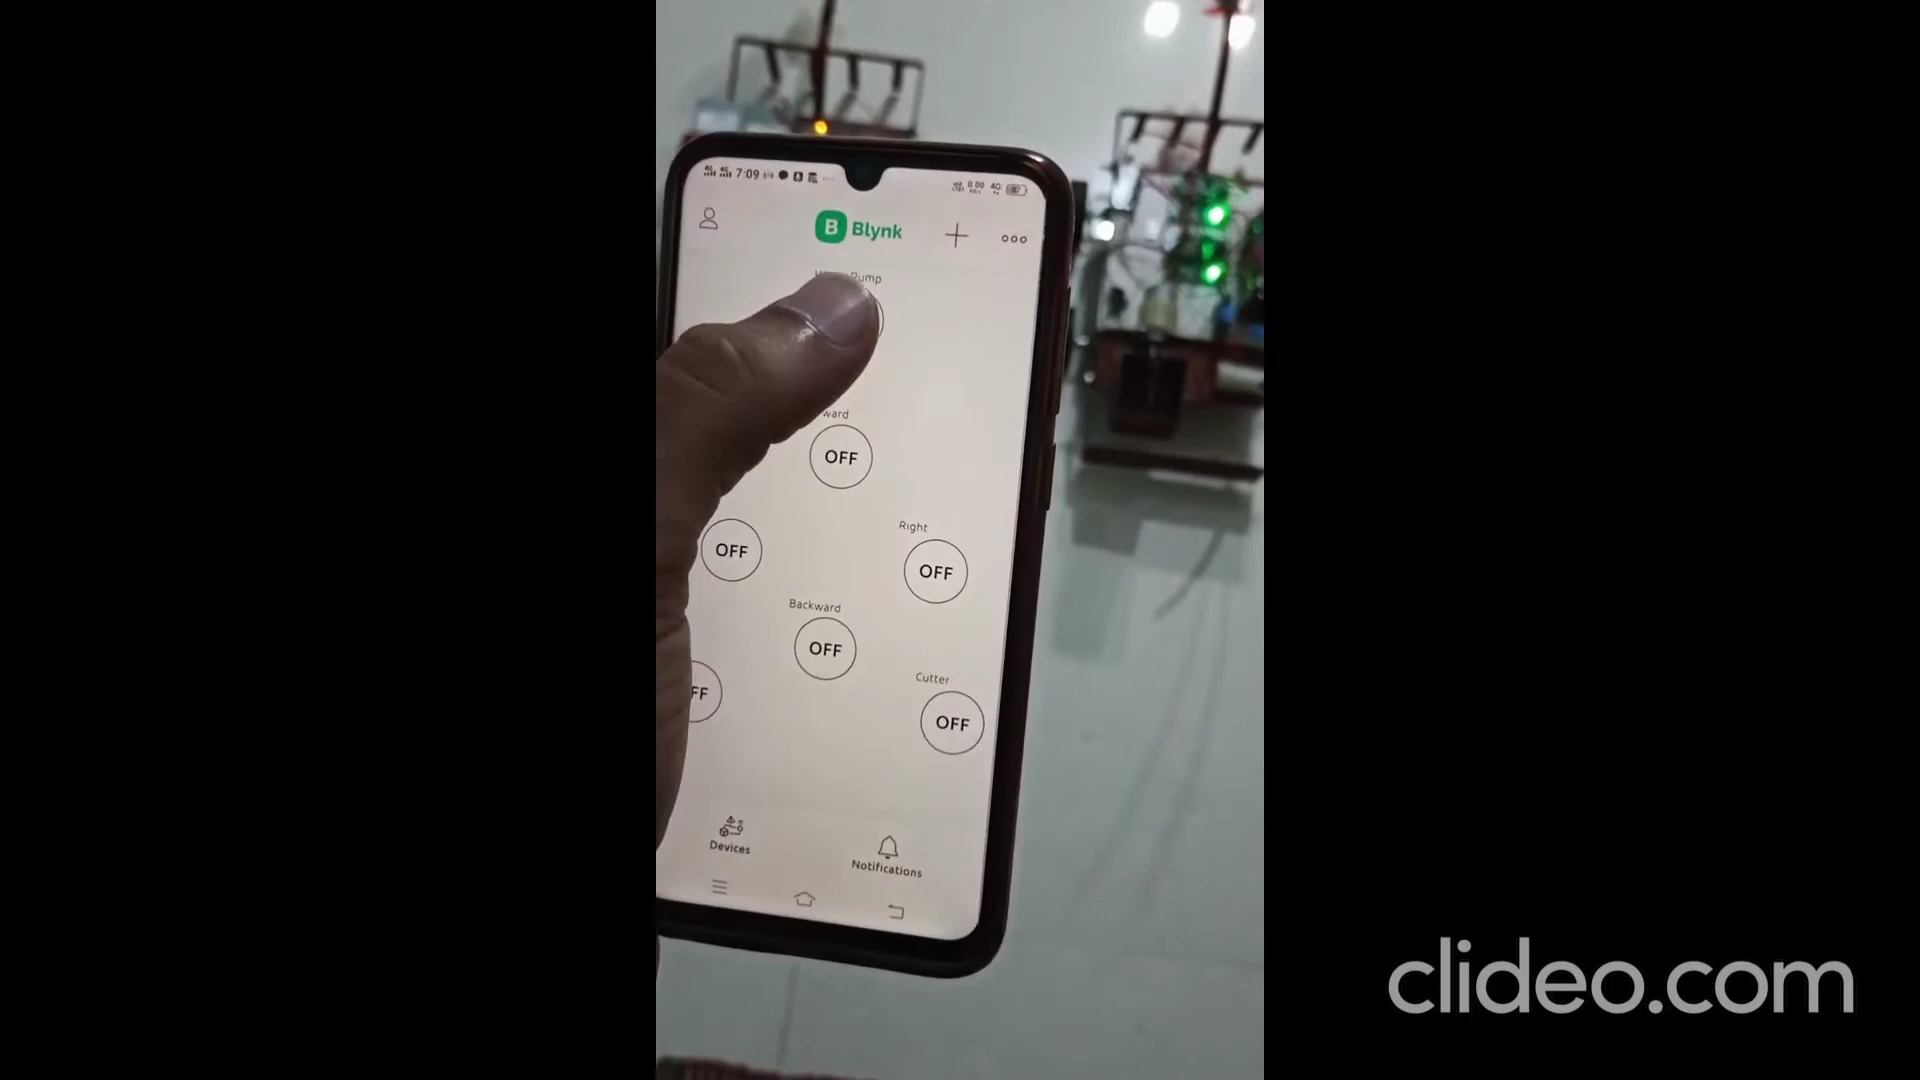 7:09
B Blynk
Pump
ward
OFF
OFF
Right
OFF
Backward
OFF
FF
Cutter
OFF
Devices
Notifications
clideo.com